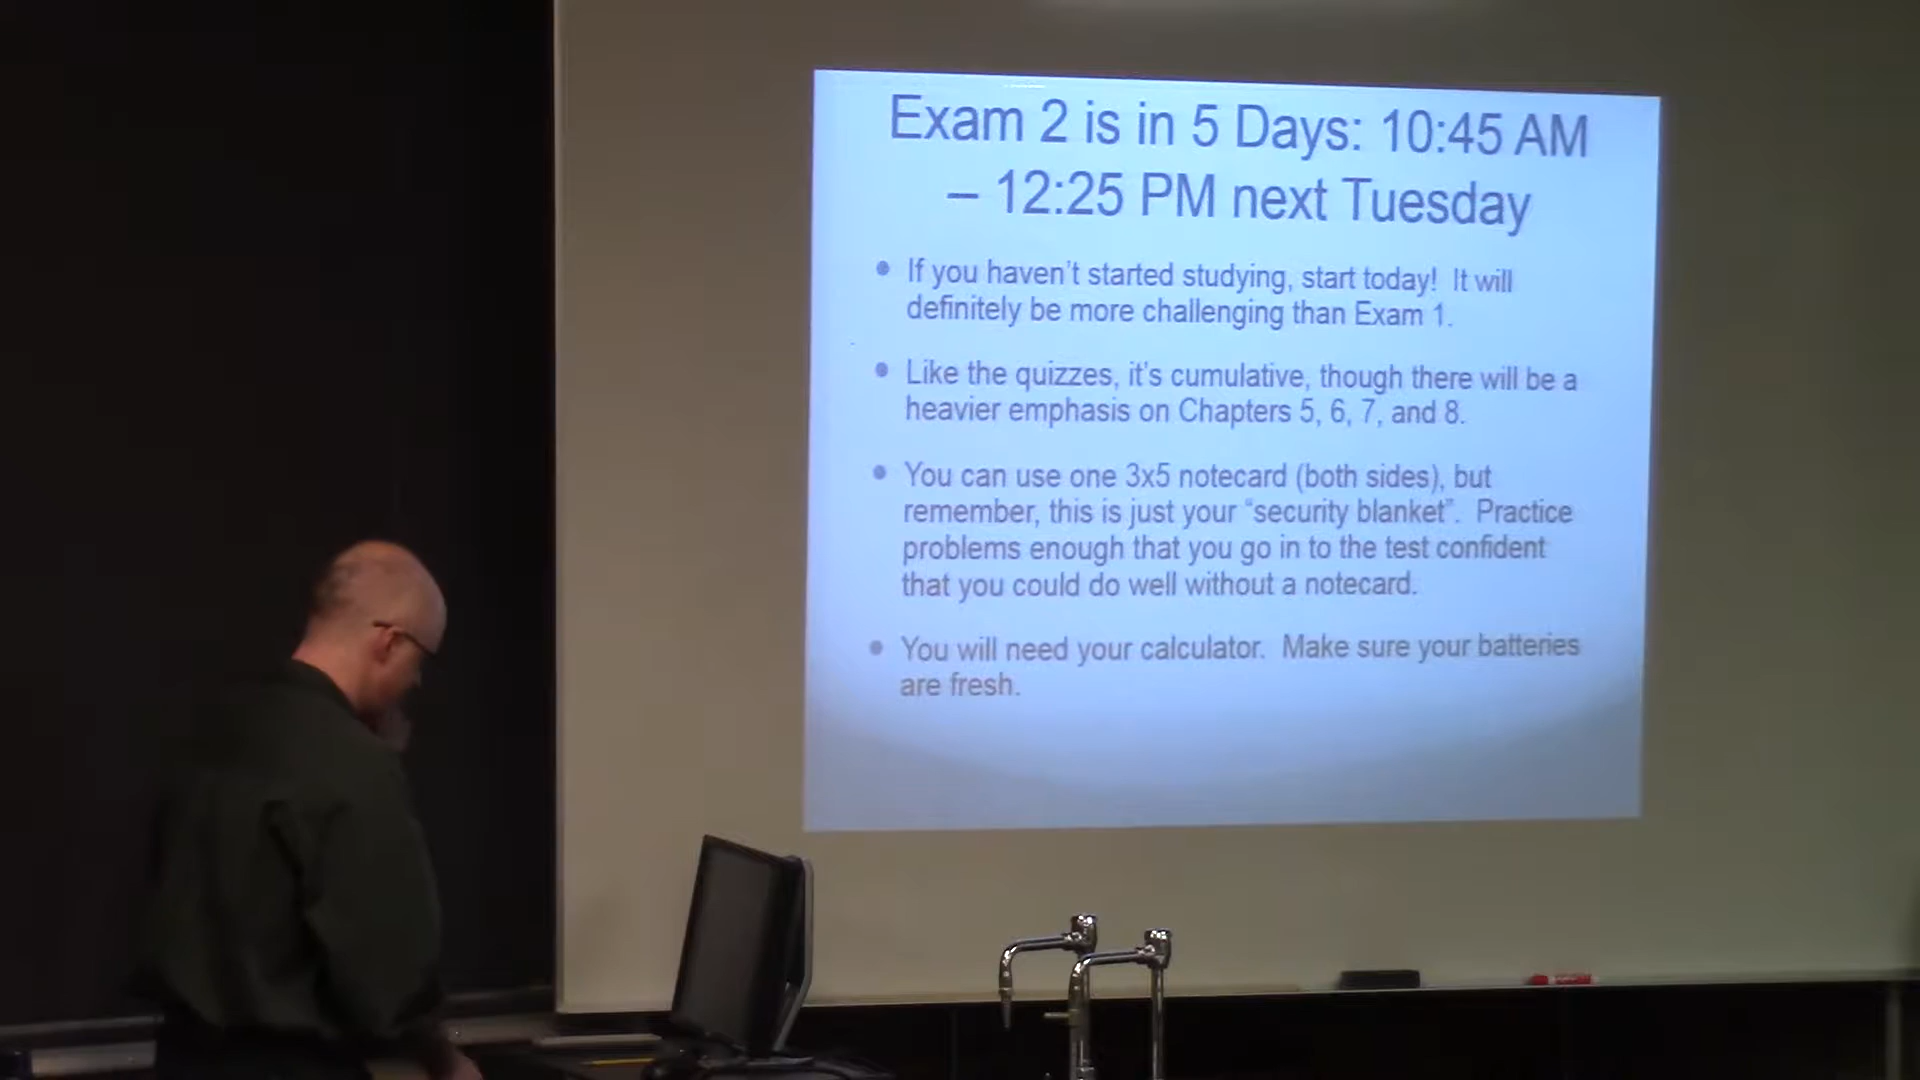 Exam 2 is in 5 Days: 10:45 AM
– 12:25 PM next Tuesday
• If you haven't started studying, start today! It will
definitely be more challenging than Exam 1.
• Like the quizzes, it's cumulative, though there will be a
heavier emphasis on Chapters 5, 6, 7, and 8.
• You can use one 3x5 notecard (both sides), but
remember, this is just your “security blanket”. Practice
problems enough that you go in to the test confident
that you could do well without a notecard.
• You will need your calculator. Make sure your batteries
are fresh.